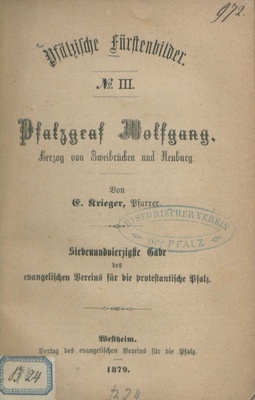 972.
Pfälzische Fürstenbilder.
No III.
Pfalzgraf Wolfgang,
Herzog von Zweibrücken und Neuburg.
Von
E. Krieger, Pfarrer.
HISTORISCHER VEREIN
der PFALZ
Siebenundvierzigste Gabe
des
evangelischen Vereins für die protestantische Pfalz.
Westheim.
Verlag des evangelischen Vereins für die Pfalz.
1879.
B 24